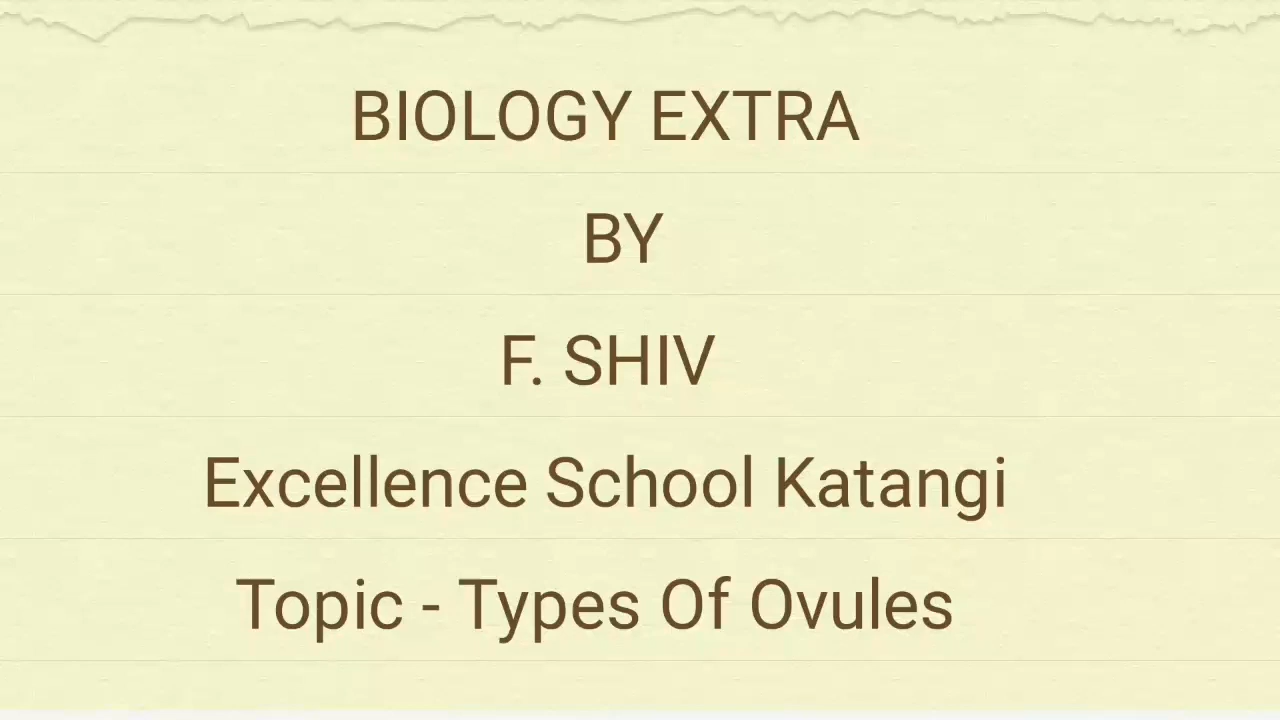 BIOLOGY EXTRA
BY
F. SHIV
Excellence School Katangi
Topic - Types Of Ovules